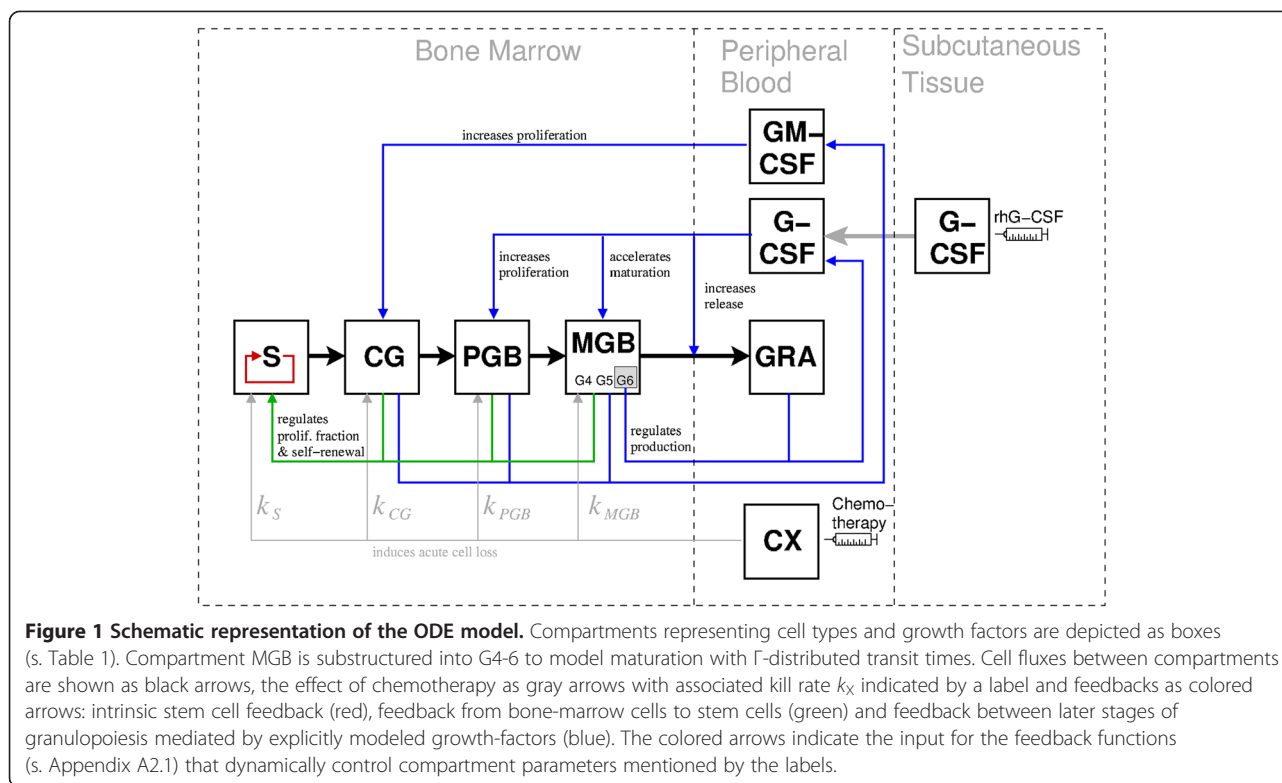 Bone Marrow
Peripheral
Blood
Subcutaneous
Tissue
increases proliferation
GM–
CSF
G–
CSF
G–
CSF
rhG–CSF
increases
proliferation
accelerates
maturation
increases
release
S
CG
PGB
MGB
G4 G5 G6
GRA
regulates
prolif. fraction
& self–renewal
regulates
production
k_S
k_CG
k_PGB
k_MGB
induces acute cell loss
CX
Chemo–
therapy
Figure 1 Schematic representation of the ODE model. Compartments representing cell types and growth factors are depicted as boxes
(s. Table 1). Compartment MGB is substructured into G4-6 to model maturation with Γ-distributed transit times. Cell fluxes between compartments
are shown as black arrows, the effect of chemotherapy as gray arrows with associated kill rate k_X indicated by a label and feedbacks as colored
arrows: intrinsic stem cell feedback (red), feedback from bone-marrow cells to stem cells (green) and feedback between later stages of
granulopoiesis mediated by explicitly modeled growth-factors (blue). The colored arrows indicate the input for the feedback functions
(s. Appendix A2.1) that dynamically control compartment parameters mentioned by the labels.